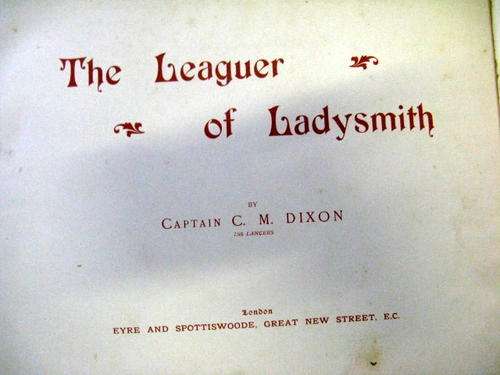 The Leaguer
of Ladysmith
BY
CAPTAIN C. M. DIXON
LANCERS
London
EYRE AND SPOTTISWOODE, GREAT NEW STREET, E.C.